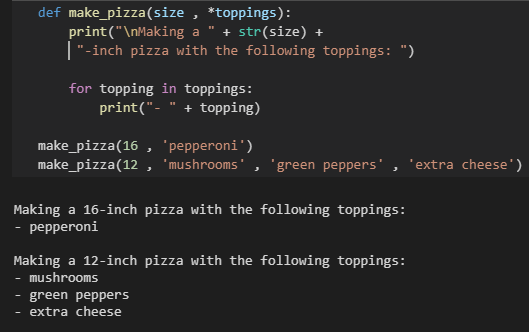 def make_pizza(size , *toppings):
    print("\nMaking a " + str(size) +
     "-inch pizza with the following toppings: ")
    for topping in toppings:
        print("- " + topping)
make_pizza(16 , 'pepperoni')
make_pizza(12 , 'mushrooms' , 'green peppers' , 'extra cheese')
Making a 16-inch pizza with the following toppings:
- pepperoni
Making a 12-inch pizza with the following toppings:
- mushrooms
- green peppers
- extra cheese